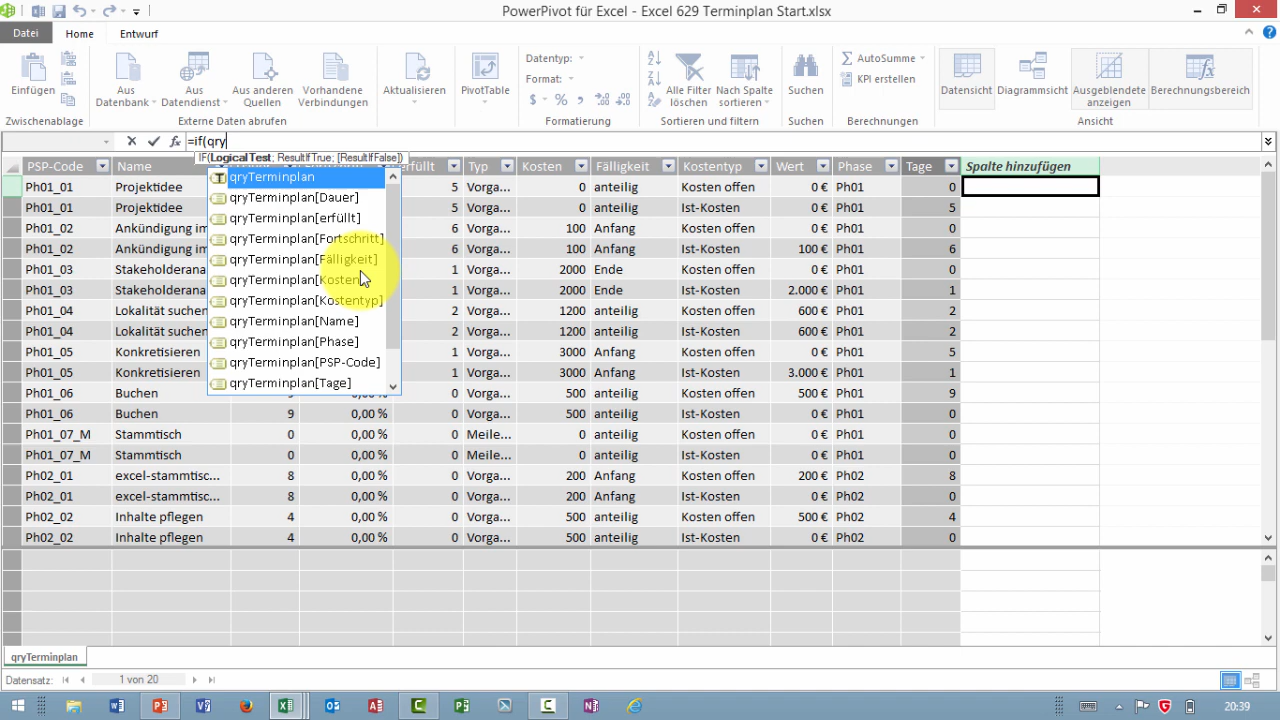 PowerPivot für Excel - Excel 629 Terminplan Start.xlsx
Datei Home Entwurf
Einfügen
Aus Datenbank
Aus Datendienst
Aus anderen Quellen
Vorhandene Verbindungen
Aktualisieren
PivotTable
Datentyp:
Format:
$ % ,
Alle Filter löschen
Nach Spalte sortieren
Suchen
AutoSumme
KPI erstellen
Datensicht
Diagrammsicht
Ausgeblendete anzeigen
Berechnungsbereich
Zwischenablage Externe Daten abrufen Formatierung Sortieren und filtern Berechnungen Ansicht
fx =if(qry
IF(LogicalTest; ResultIfTrue; [ResultIfFalse])
qryTerminplan
qryTerminplan[Dauer]
qryTerminplan[erfüllt]
qryTerminplan[Fortschritt]
qryTerminplan[Fälligkeit]
qryTerminplan[Kosten
qryTerminplan[Kostentyp]
qryTerminplan[Name]
qryTerminplan[Phase]
qryTerminplan[PSP-Code]
qryTerminplan[Tage]
PSP-Code Name erfüllt Typ Kosten Fälligkeit Kostentyp Wert Phase Tage Spalte hinzufügen
Ph01_01 Projektidee 5 Vorga... 0 anteilig Kosten offen 0 € Ph01 0
Ph01_01 Projektidee 5 Vorga... 0 anteilig Ist-Kosten 0 € Ph01 5
Ph01_02 Ankündigung im 6 Vorga... 100 Anfang Kosten offen 0 € Ph01 0
Ph01_02 Ankündigung im 6 Vorga... 100 Anfang Ist-Kosten 100 € Ph01 6
Ph01_03 Stakeholderana 1 Vorga... 2000 Ende Kosten offen 0 € Ph01 0
Ph01_03 Stakeholderana 1 Vorga... 2000 Ende Ist-Kosten 2.000 € Ph01 1
Ph01_04 Lokalität suchen 2 Vorga... 1200 anteilig Kosten offen 600 € Ph01 2
Ph01_04 Lokalität suchen 2 Vorga... 1200 anteilig Ist-Kosten 600 € Ph01 2
Ph01_05 Konkretisieren 1 Vorga... 3000 Anfang Kosten offen 0 € Ph01 5
Ph01_05 Konkretisieren 1 Vorga... 3000 Anfang Ist-Kosten 3.000 € Ph01 1
Ph01_06 Buchen 9 0,00 % 0 Vorga... 500 anteilig Kosten offen 500 € Ph01 9
Ph01_06 Buchen 9 0,00 % 0 Vorga... 500 anteilig Ist-Kosten 0 € Ph01 0
Ph01_07_M Stammtisch 0 0,00 % 0 Meile... 0 anteilig Kosten offen 0 € Ph01 0
Ph01_07_M Stammtisch 0 0,00 % 0 Meile... 0 anteilig Ist-Kosten 0 € Ph01 0
Ph02_01 excel-stammtisc... 8 0,00 % 0 Vorga... 200 Anfang Kosten offen 200 € Ph02 8
Ph02_01 excel-stammtisc... 8 0,00 % 0 Vorga... 200 Anfang Ist-Kosten 0 € Ph02 0
Ph02_02 Inhalte pflegen 4 0,00 % 0 Vorga... 500 anteilig Kosten offen 500 € Ph02 4
Ph02_02 Inhalte pflegen 4 0,00 % 0 Vorga... 500 anteilig Ist-Kosten 0 € Ph02 0
qryTerminplan
Datensatz: 1 von 20
20:39